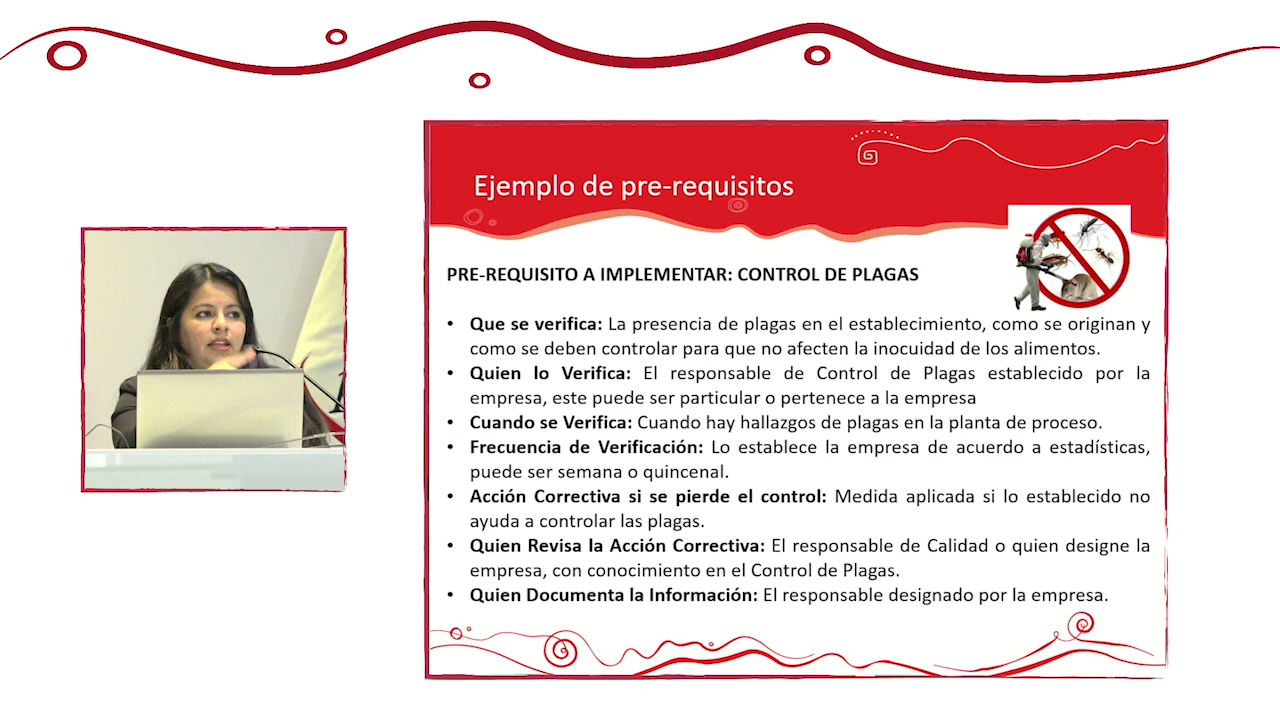 Ejemplo de pre-requisitos
PRE-REQUISITO A IMPLEMENTAR: CONTROL DE PLAGAS
• Que se verifica: La presencia de plagas en el establecimiento, como se originan y
como se deben controlar para que no afecten la inocuidad de los alimentos.
• Quien lo Verifica: El responsable de Control de Plagas establecido por la
empresa, este puede ser particular o pertenece a la empresa
• Cuando se Verifica: Cuando hay hallazgos de plagas en la planta de proceso.
• Frecuencia de Verificación: Lo establece la empresa de acuerdo a estadísticas,
puede ser semana o quincenal.
• Acción Correctiva si se pierde el control: Medida aplicada si lo establecido no
ayuda a controlar las plagas.
• Quien Revisa la Acción Correctiva: El responsable de Calidad o quien designe la
empresa, con conocimiento en el Control de Plagas.
• Quien Documenta la Información: El responsable designado por la empresa.